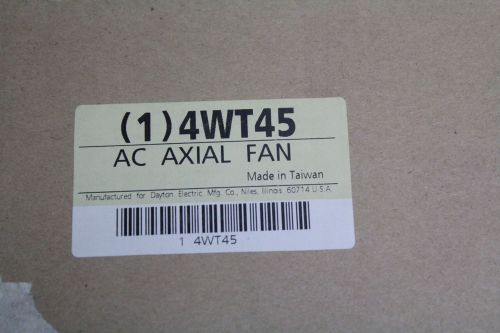 (1)4WT45
AC AXIAL FAN
Made in Taiwan
Manufactured for Dayton Electric Mfg. Co., Niles, Illinois 60714 U.S.A.
1 4WT45